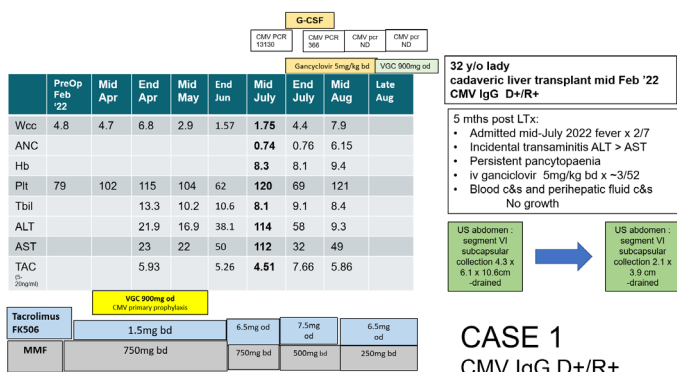 G-CSF
CMV PCR 13130
CMV PCR 366
CMV pcr ND
CMV pcr ND
Gancyclovir 5mg/kg bd
VGC 900mg od
PreOp Feb '22 Mid Apr End Apr Mid May End Jun Mid July End July Mid Aug Late Aug
Wcc 4.8 4.7 6.8 2.9 1.57 1.75 4.4 7.9
ANC 0.74 0.76 6.15
Hb 8.3 8.1 9.4
Plt 79 102 115 104 62 120 69 121
Tbil 13.3 10.2 10.6 8.1 9.1 8.4
ALT 21.9 16.9 38.1 114 58 9.3
AST 23 22 50 112 32 49
TAC 5.93 5.26 4.51 7.66 5.86
(5-
20ng/ml)
VGC 900mg od
CMV primary prophylaxis
Tacrolimus
FK506
1.5mg bd
6.5mg od
7.5mg
od
6.5mg
od
MMF
750mg bd
750mg bd
500mg bd
250mg bd
32 y/o lady
cadaveric liver transplant mid Feb '22
CMV IgG D+/R+
5 mths post LTx:
• Admitted mid-July 2022 fever x 2/7
• Incidental transaminitis ALT > AST
• Persistent pancytopaenia
• iv ganciclovir 5mg/kg bd x ~3/52
• Blood c&s and perihepatic fluid c&s
No growth
US abdomen :
segment VI
subcapsular
collection 4.3 x
6.1 x 10.6cm
-drained
US abdomen :
segment VI
subcapsular
collection 2.1 x
3.9 cm
-drained
CASE 1
CMV IgG D+/R+